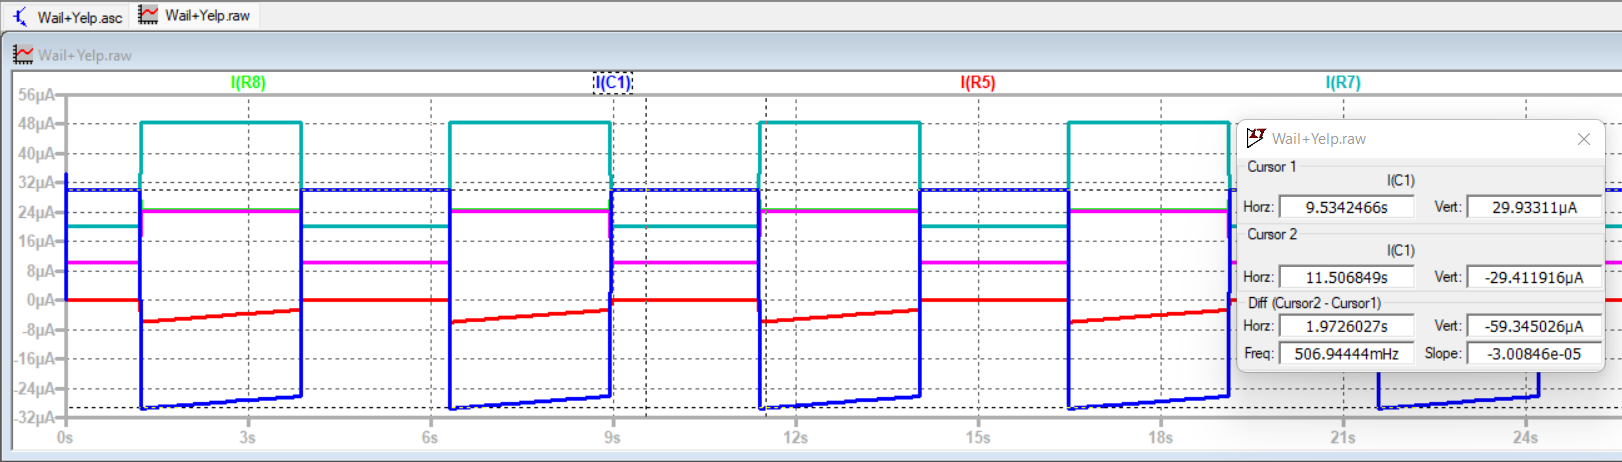 Wail+Yelp.asc Wail+Yelp.raw
Wail+Yelp.raw
I(R8) I(C1) I(R5) I(R7)
56µA
48µA
40µA
32µA
24µA
16µA
8µA
0µA
-8µA
-16µA
-24µA
-32µA
0s 3s 6s 9s 12s 15s 18s 21s 24s
Wail+Yelp.raw
Cursor 1
I(C1)
Horz: 9.5342466s Vert: 29.93311µA
Cursor 2
I(C1)
Horz: 11.506849s Vert: -29.411916µA
Diff (Cursor2 - Cursor1)
Horz: 1.9726027s Vert: -59.345026µA
Freq: 506.94444mHz Slope: -3.00846e-05